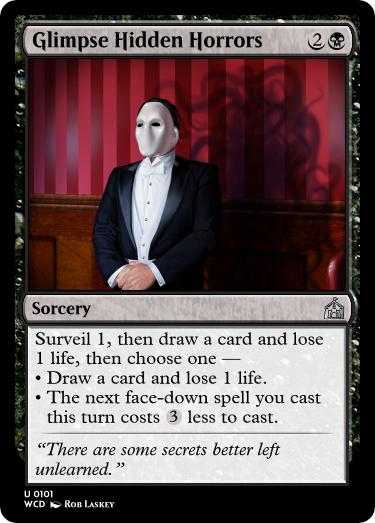 Glimpse Hidden Horrors 2
Sorcery
Surveil 1, then draw a card and lose
1 life, then choose one —
• Draw a card and lose 1 life.
• The next face-down spell you cast
this turn costs 3 less to cast.
“There are some secrets better left
unlearned.”
U 0101
WCD Rob Laskey